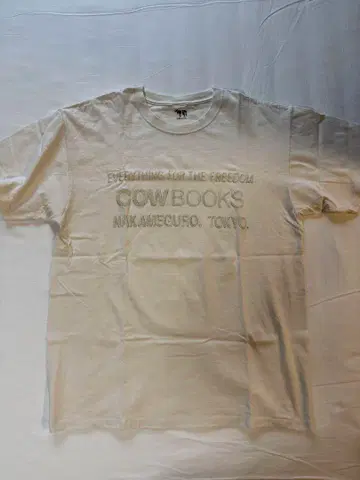 EVERYTHING FOR THE FREEDOM
COW BOOKS
NAKAMEGURO. TOKYO.